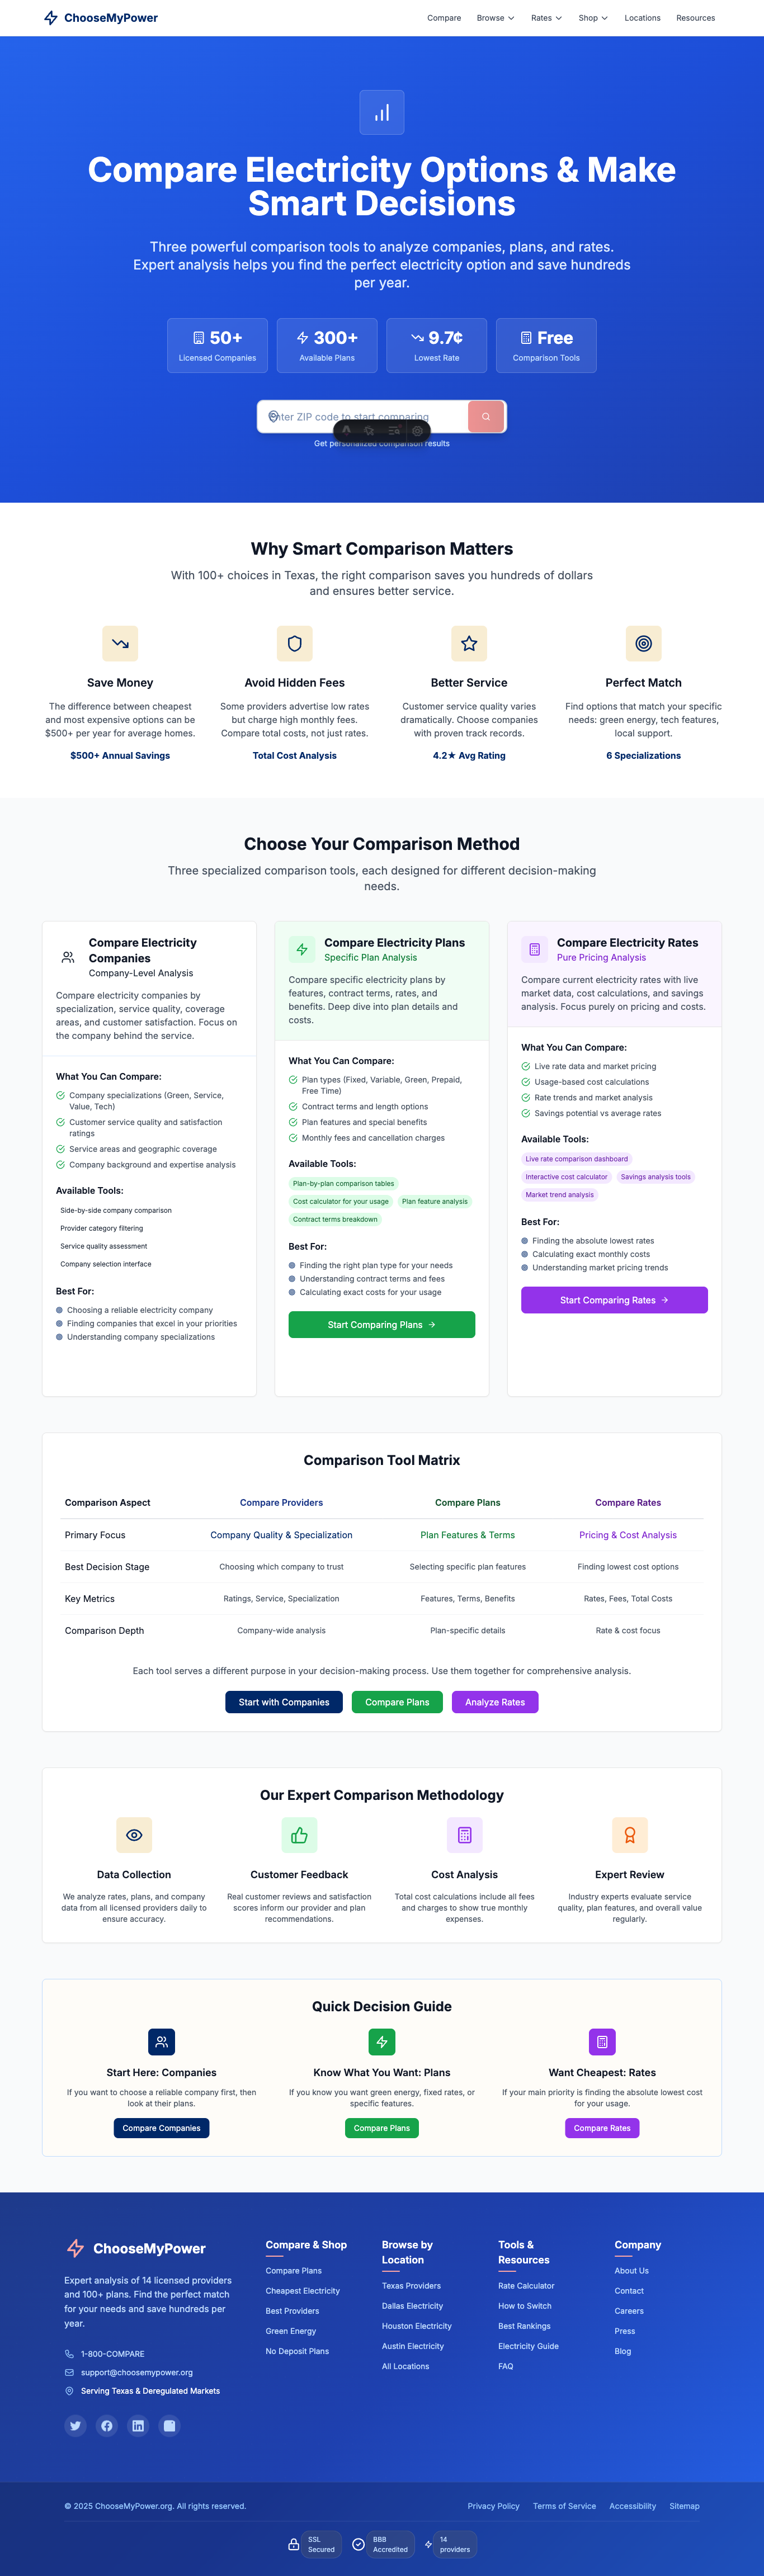 ChooseMyPower
Compare
Browse
Rates
Shop
Locations
Resources
Compare Electricity Options & Make
Smart Decisions
Three powerful comparison tools to analyze companies, plans, and rates.
Expert analysis helps you find the perfect electricity option and save hundreds
per year.
50+
Licensed Companies
300+
Available Plans
9.7¢
Lowest Rate
Free
Comparison Tools
Enter ZIP code to start comparing
Get personalized comparison results
Why Smart Comparison Matters
With 100+ choices in Texas, the right comparison saves you hundreds of dollars
and ensures better service.
Save Money
The difference between cheapest
and most expensive options can be
$500+ per year for average homes.
$500+ Annual Savings
Avoid Hidden Fees
Some providers advertise low rates
but charge high monthly fees.
Compare total costs, not just rates.
Total Cost Analysis
Better Service
Customer service quality varies
dramatically. Choose companies
with proven track records.
4.2★ Avg Rating
Perfect Match
Find options that match your specific
needs: green energy, tech features,
local support.
6 Specializations
Choose Your Comparison Method
Three specialized comparison tools, each designed for different decision-making
needs.
Compare Electricity
Companies
Company-Level Analysis
Compare electricity companies by
specialization, service quality, coverage
areas, and customer satisfaction. Focus on
the company behind the service.
What You Can Compare:
Company specializations (Green, Service,
Value, Tech)
Customer service quality and satisfaction
ratings
Service areas and geographic coverage
Company background and expertise analysis
Available Tools:
Side-by-side company comparison
Provider category filtering
Service quality assessment
Company selection interface
Best For:
Choosing a reliable electricity company
Finding companies that excel in your priorities
Understanding company specializations
Compare Electricity Plans
Specific Plan Analysis
Compare specific electricity plans by
features, contract terms, rates, and
benefits. Deep dive into plan details and
costs.
What You Can Compare:
Plan types (Fixed, Variable, Green, Prepaid,
Free Time)
Contract terms and length options
Plan features and special benefits
Monthly fees and cancellation charges
Available Tools:
Plan-by-plan comparison tables
Cost calculator for your usage
Plan feature analysis
Contract terms breakdown
Best For:
Finding the right plan type for your needs
Understanding contract terms and fees
Calculating exact costs for your usage
Start Comparing Plans
Compare Electricity Rates
Pure Pricing Analysis
Compare current electricity rates with live
market data, cost calculations, and savings
analysis. Focus purely on pricing and costs.
What You Can Compare:
Live rate data and market pricing
Usage-based cost calculations
Rate trends and market analysis
Savings potential vs average rates
Available Tools:
Live rate comparison dashboard
Interactive cost calculator
Savings analysis tools
Market trend analysis
Best For:
Finding the absolute lowest rates
Calculating exact monthly costs
Understanding market pricing trends
Start Comparing Rates
Comparison Tool Matrix
Comparison Aspect
Compare Providers
Compare Plans
Compare Rates
Primary Focus
Company Quality & Specialization
Plan Features & Terms
Pricing & Cost Analysis
Best Decision Stage
Choosing which company to trust
Selecting specific plan features
Finding lowest cost options
Key Metrics
Ratings, Service, Specialization
Features, Terms, Benefits
Rates, Fees, Total Costs
Comparison Depth
Company-wide analysis
Plan-specific details
Rate & cost focus
Each tool serves a different purpose in your decision-making process. Use them together for comprehensive analysis.
Start with Companies
Compare Plans
Analyze Rates
Our Expert Comparison Methodology
Data Collection
We analyze rates, plans, and company
data from all licensed providers daily to
ensure accuracy.
Customer Feedback
Real customer reviews and satisfaction
scores inform our provider and plan
recommendations.
Cost Analysis
Total cost calculations include all fees
and charges to show true monthly
expenses.
Expert Review
Industry experts evaluate service
quality, plan features, and overall value
regularly.
Quick Decision Guide
Start Here: Companies
If you want to choose a reliable company first, then
look at their plans.
Compare Companies
Know What You Want: Plans
If you know you want green energy, fixed rates, or
specific features.
Compare Plans
Want Cheapest: Rates
If your main priority is finding the absolute lowest cost
for your usage.
Compare Rates
ChooseMyPower
Expert analysis of 14 licensed providers
and 100+ plans. Find the perfect match
for your needs and save hundreds per
year.
1-800-COMPARE
support@choosemypower.org
Serving Texas & Deregulated Markets
Compare & Shop
Compare Plans
Cheapest Electricity
Best Providers
Green Energy
No Deposit Plans
Browse by
Location
Texas Providers
Dallas Electricity
Houston Electricity
Austin Electricity
All Locations
Tools &
Resources
Rate Calculator
How to Switch
Best Rankings
Electricity Guide
FAQ
Company
About Us
Contact
Careers
Press
Blog
© 2025 ChooseMyPower.org. All rights reserved.
Privacy Policy
Terms of Service
Accessibility
Sitemap
SSL
Secured
BBB
Accredited
14
providers